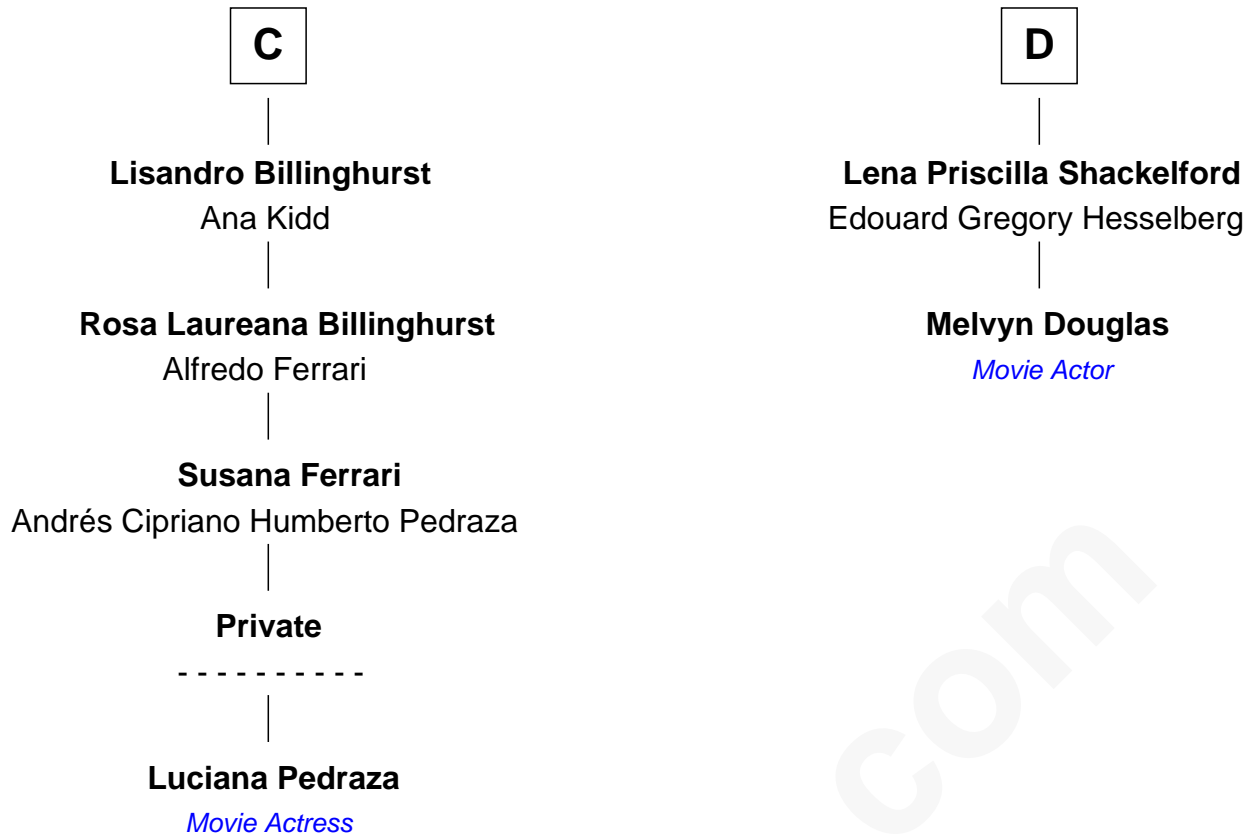 C
Lisandro Billinghurst
Ana Kidd
Rosa Laureana Billinghurst
Alfredo Ferrari
Susana Ferrari
Andrés Cipriano Humberto Pedraza
Private
- - - - - - - - - -
Luciana Pedraza
Movie Actress
D
Lena Priscilla Shackelford
Edouard Gregory Hesselberg
Melvyn Douglas
Movie Actor
com